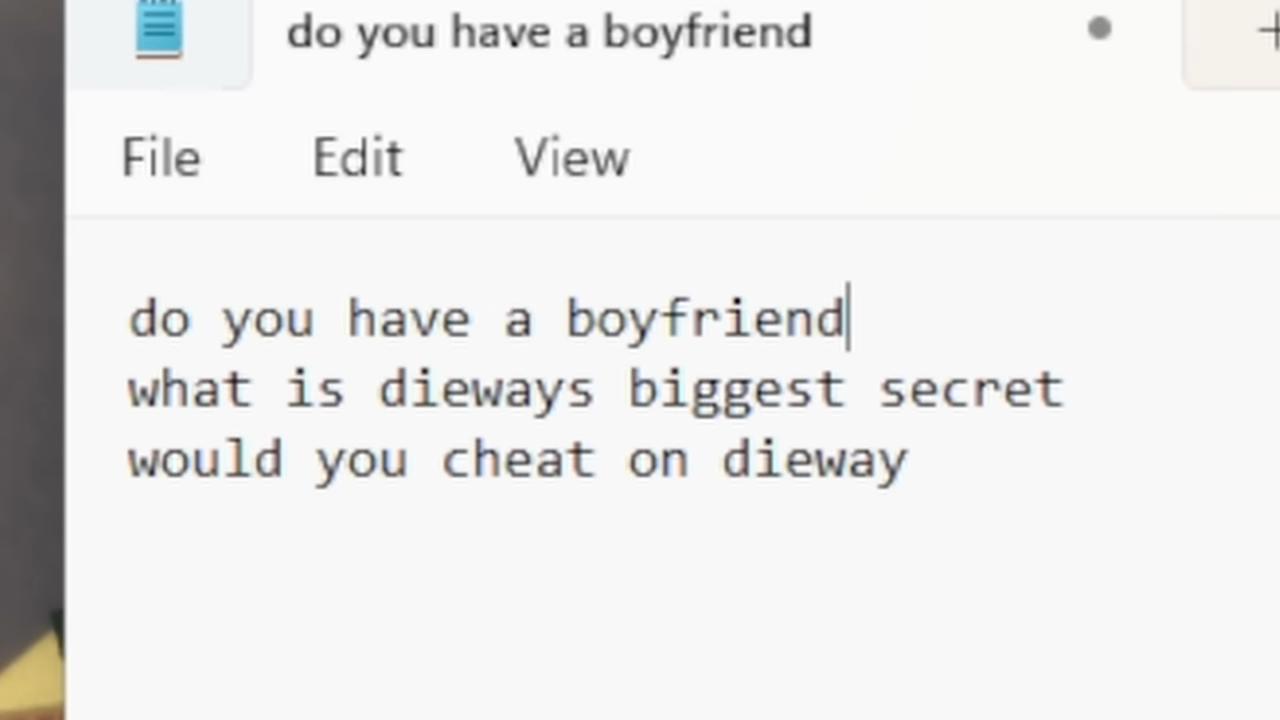 do you have a boyfriend
File Edit View
do you have a boyfriend
what is dieways biggest secret
would you cheat on dieway